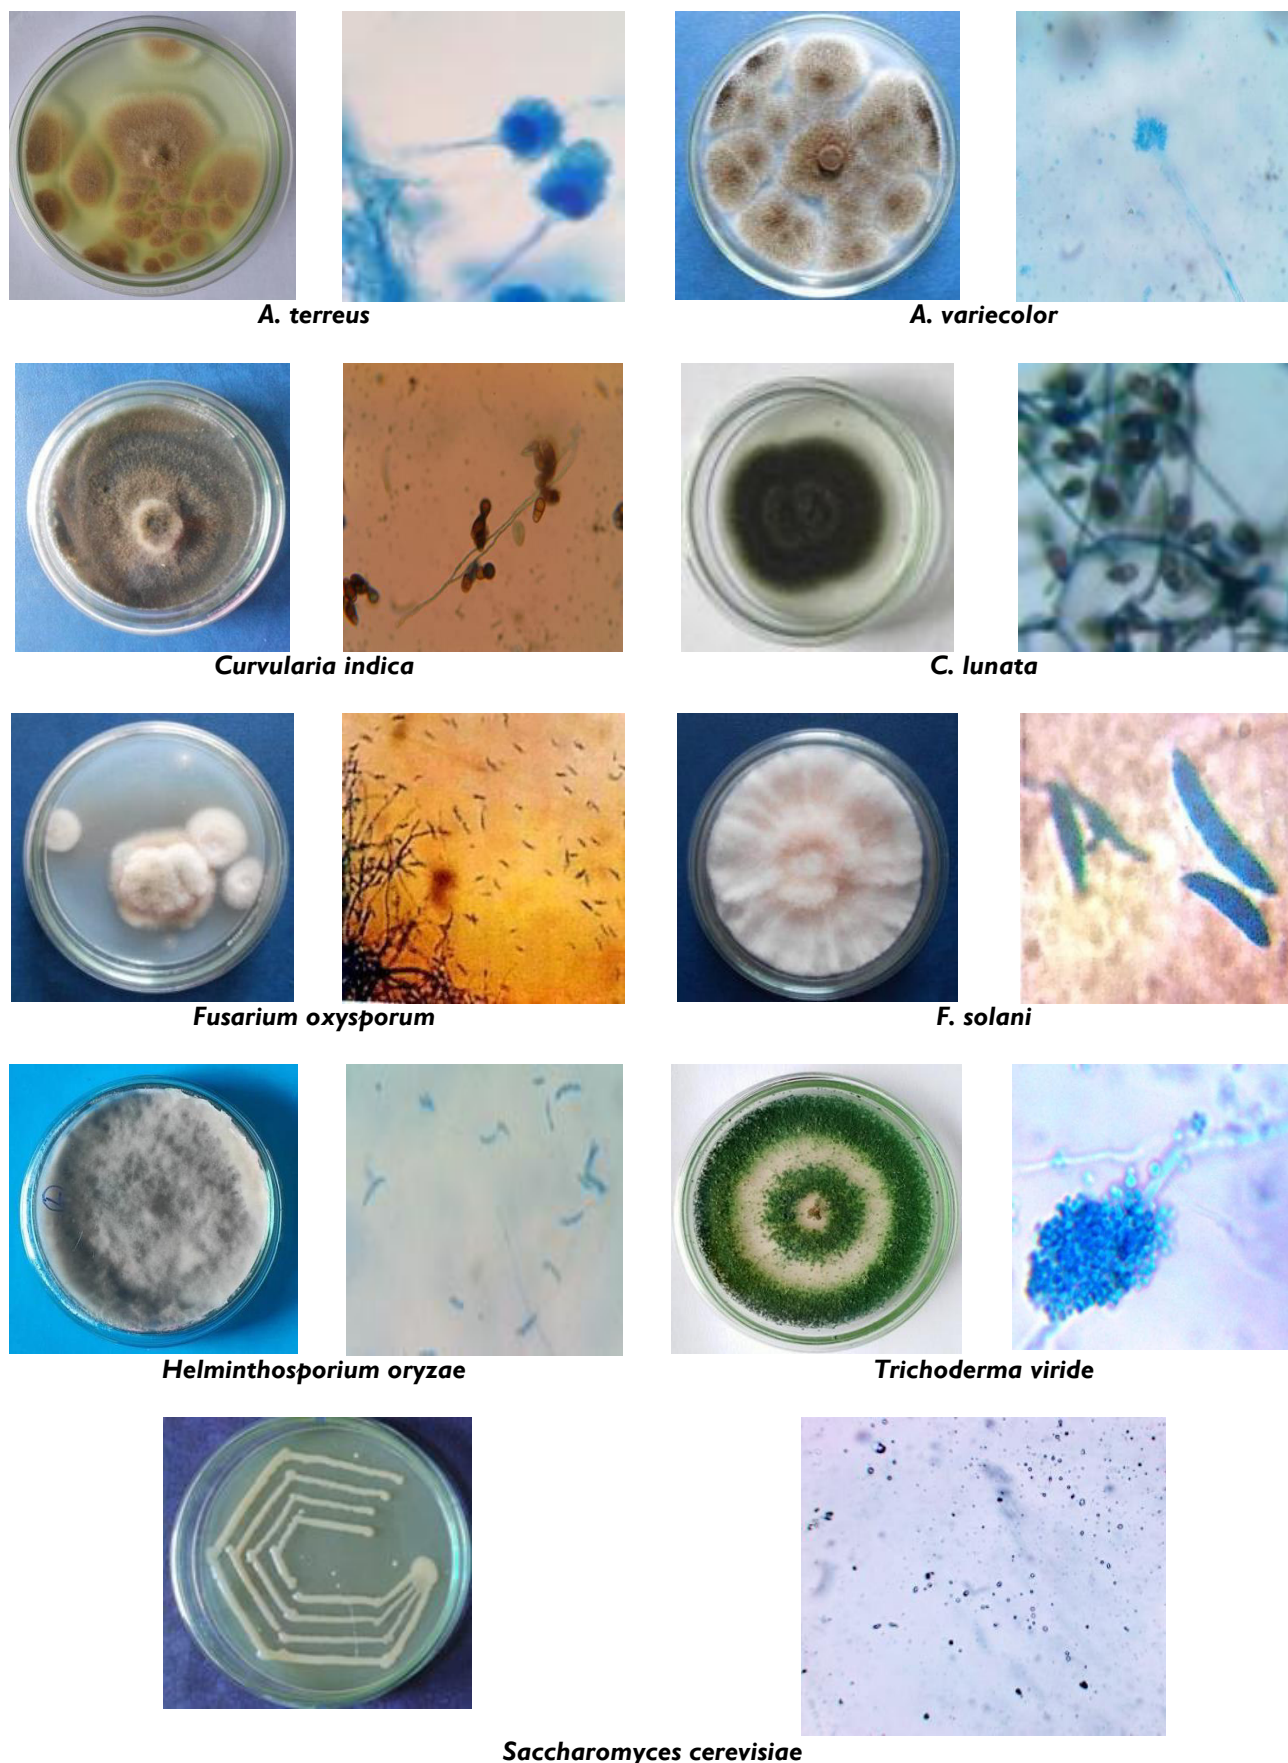 A. terreus
A. variecolor
Curvularia indica
C. lunata
Fusarium oxysporum
F. solani
Helminthosporium oryzae
Trichoderma viride
Saccharomyces cerevisiae